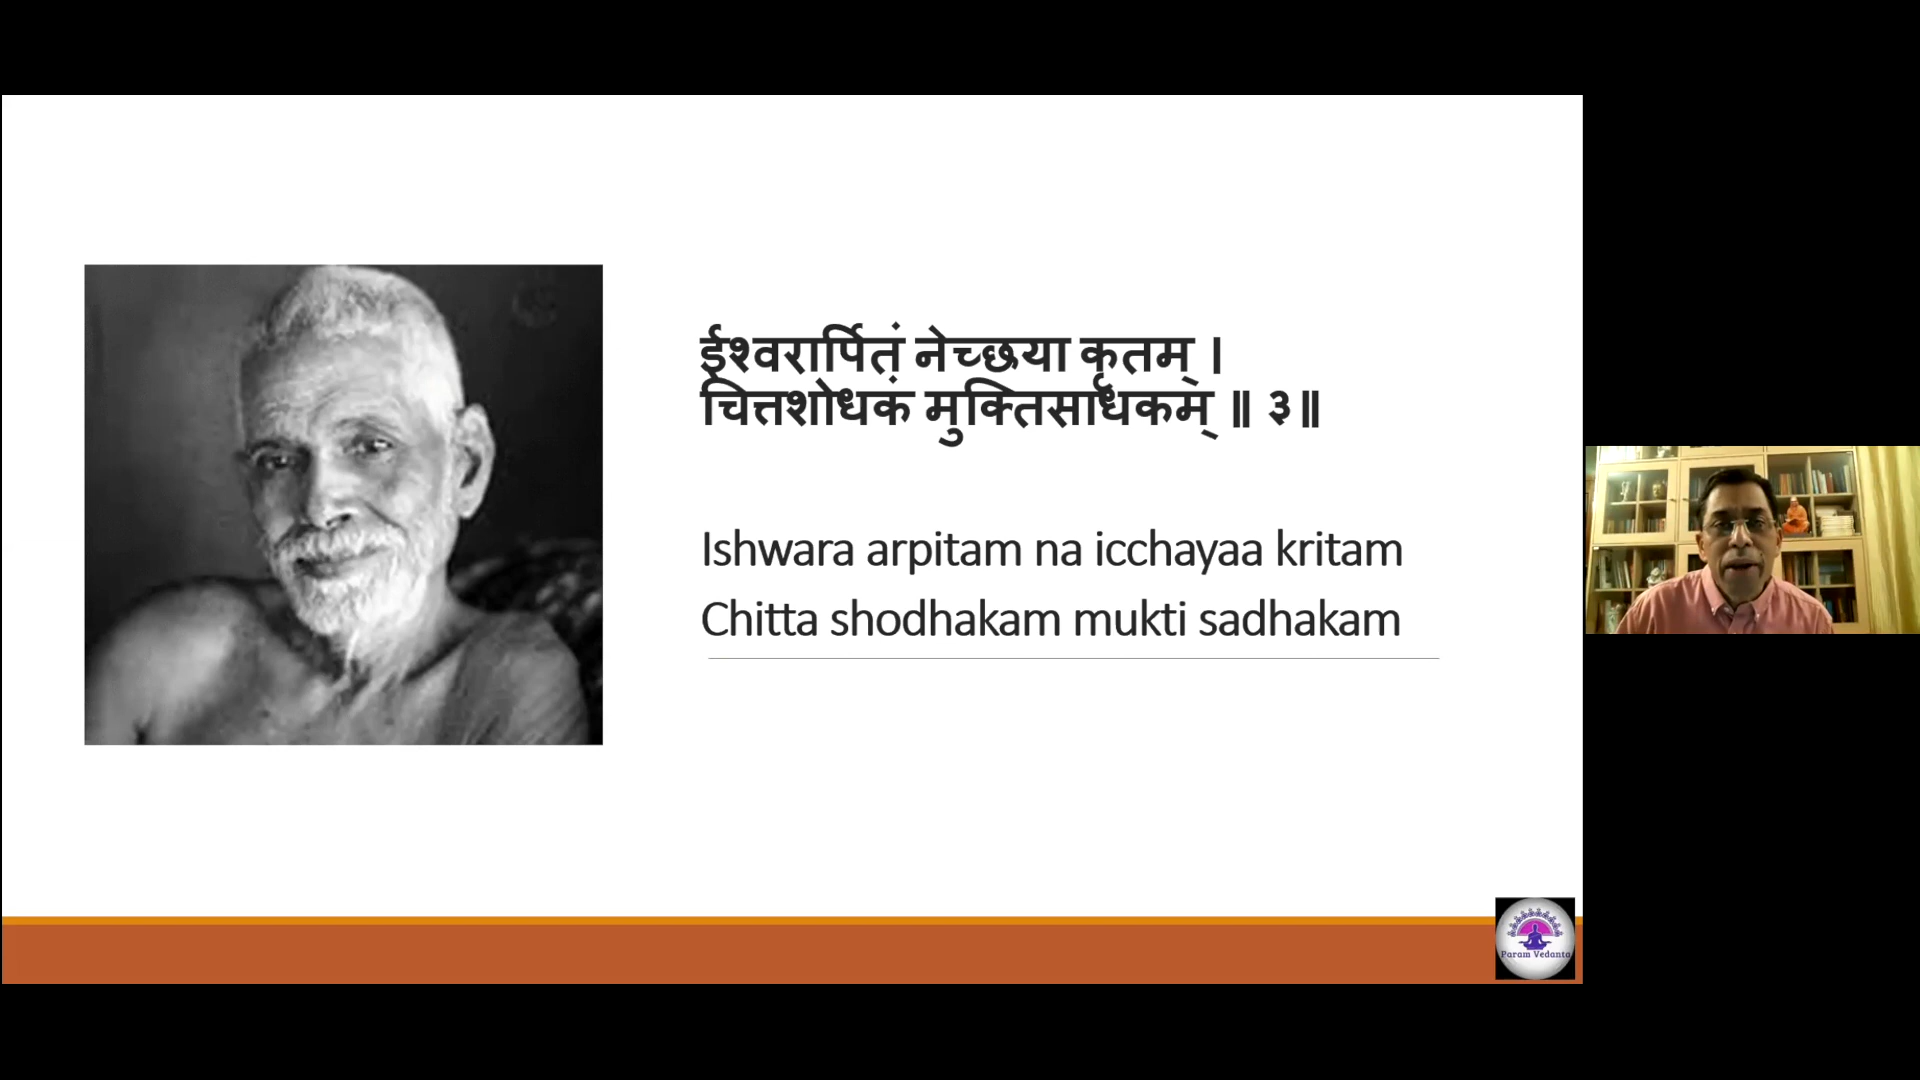 ईश्वरार्पितं नेच्छया कृतम् ।
चित्तशोधकं मुक्तिसाधकम् ॥ ३॥
Ishwara arpitam na icchayaa kritam
Chitta shodhakam mukti sadhakam
Param Vedanta